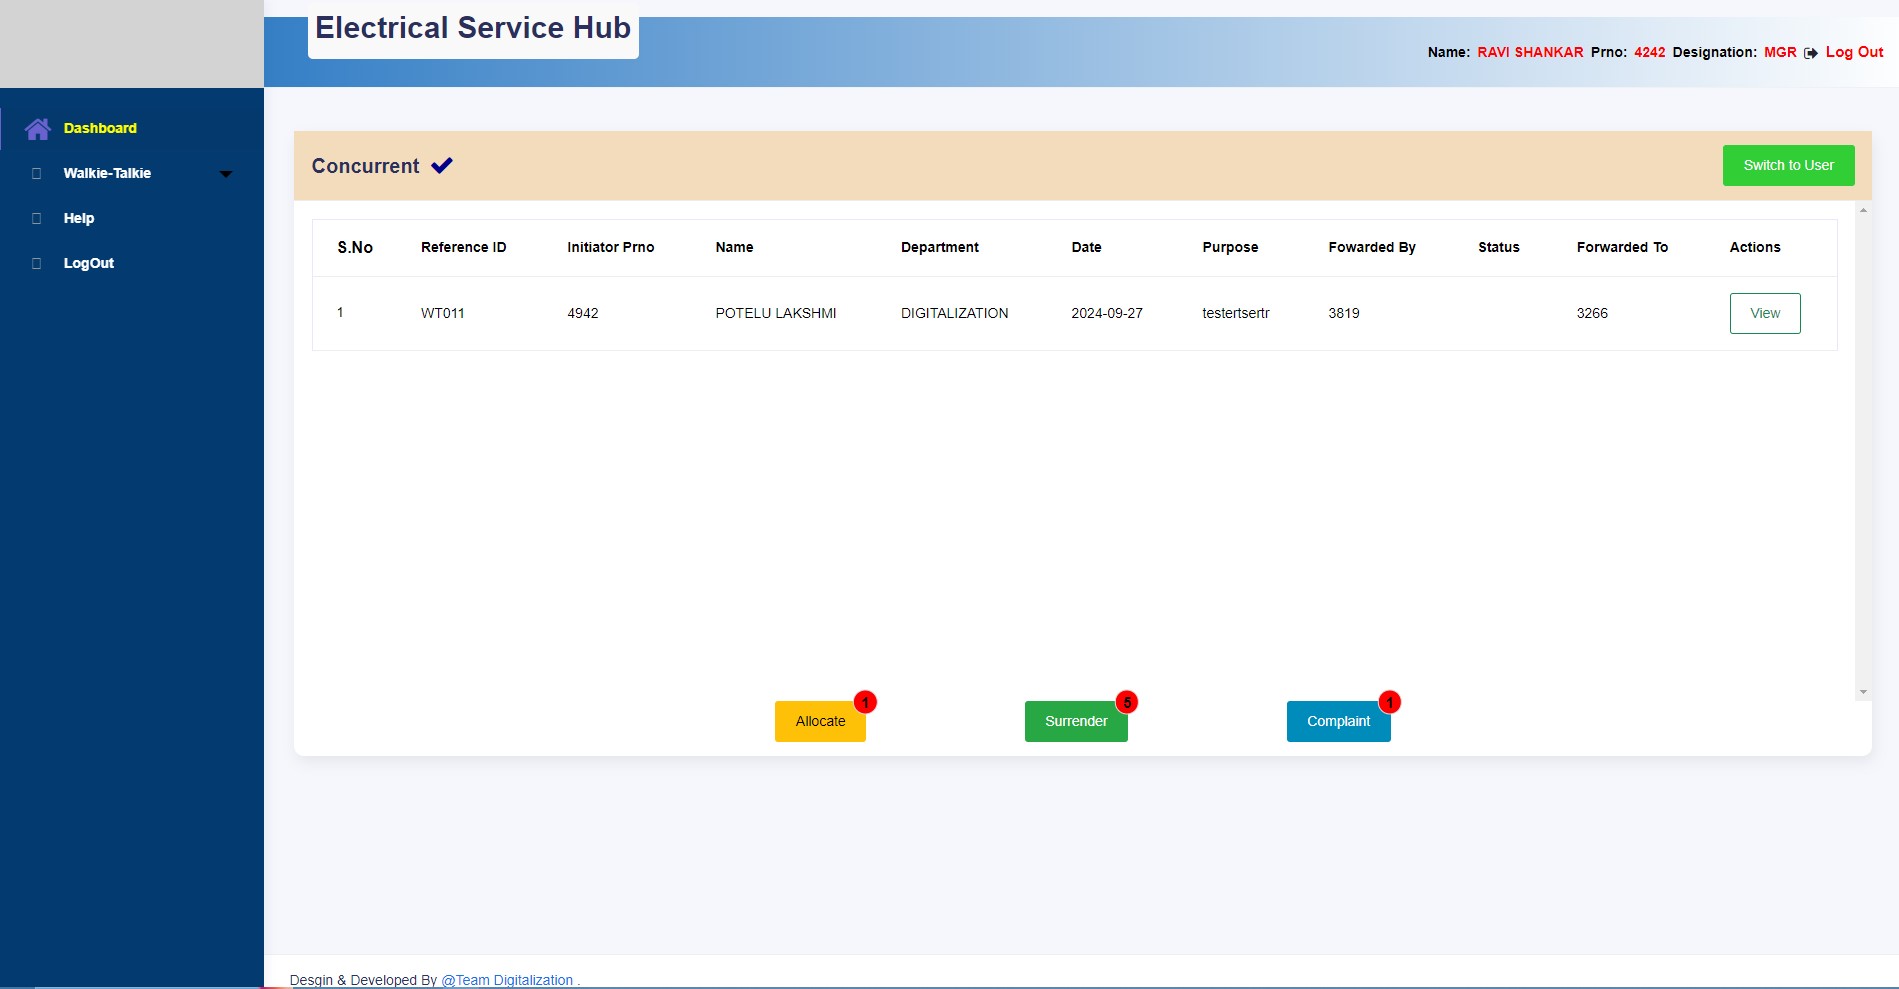 Electrical Service Hub
Name: RAVI SHANKAR Prno: 4242 Designation: MGR Log Out
Dashboard
Walkie-Talkie
Help
LogOut
Concurrent
Switch to User
S.No Reference ID Initiator Prno Name Department Date Purpose Fowarded By Status Forwarded To Actions
1 WT011 4942 POTELU LAKSHMI DIGITALIZATION 2024-09-27 testertsertr 3819 3266 View
Allocate 1
Surrender 5
Complaint 1
Desgin & Developed By @Team Digitalization .